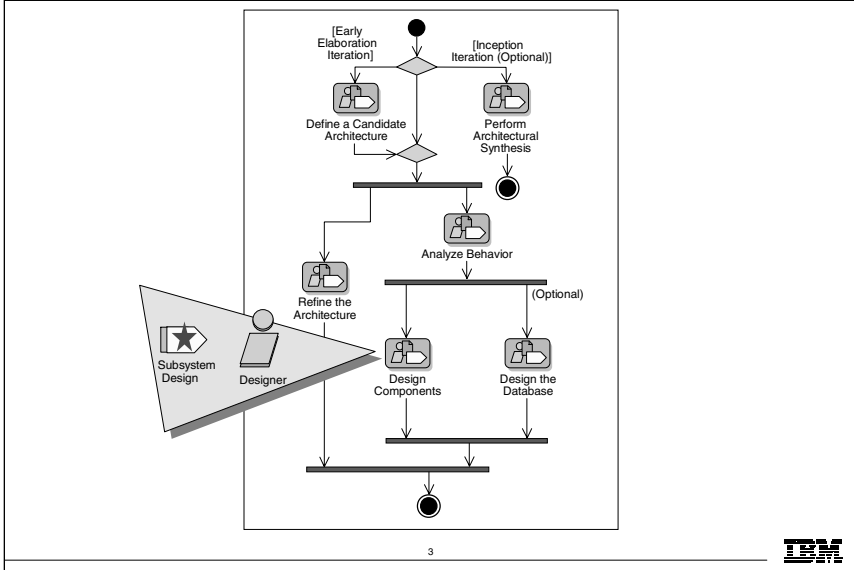 [Early
Elaboration
Iteration]
[Inception
Iteration (Optional)]
Define a Candidate
Architecture
Perform
Architectural
Synthesis
Analyze Behavior
Refine the
Architecture
(Optional)
Subsystem
Design
Designer
Design
Components
Design the
Database
3
IBM